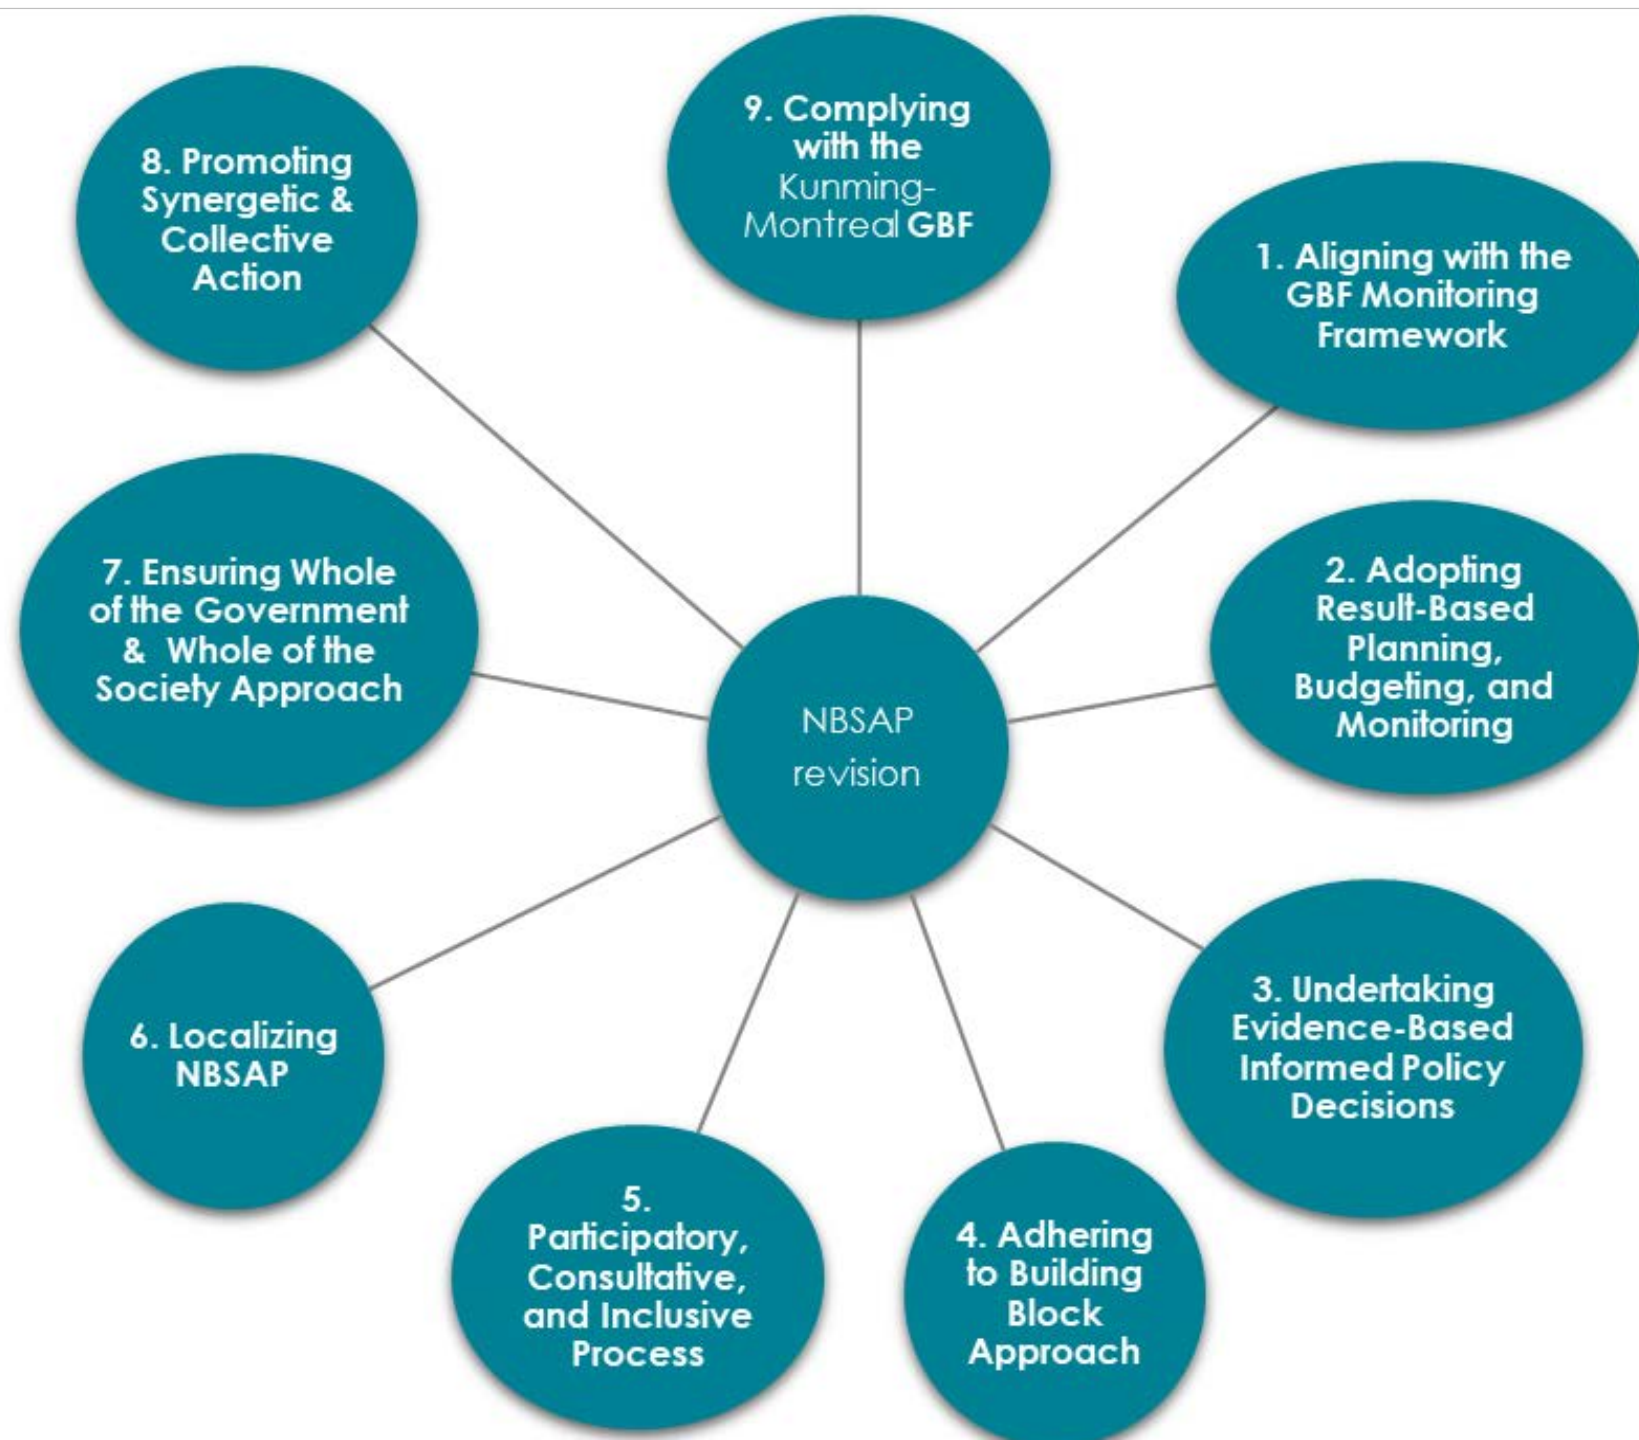 9. Complying
with the
Kunming-
Montreal GBF
1. Aligning with the
GBF Monitoring
Framework
2. Adopting
Result-Based
Planning,
Budgeting, and
Monitoring
3. Undertaking
Evidence-Based
Informed Policy
Decisions
4. Adhering
to Building
Block
Approach
5.
Participatory,
Consultative,
and Inclusive
Process
6. Localizing
NBSAP
7. Ensuring Whole
of the Government
&  Whole of the
Society Approach
8. Promoting
Synergetic &
Collective
Action
NBSAP
revision